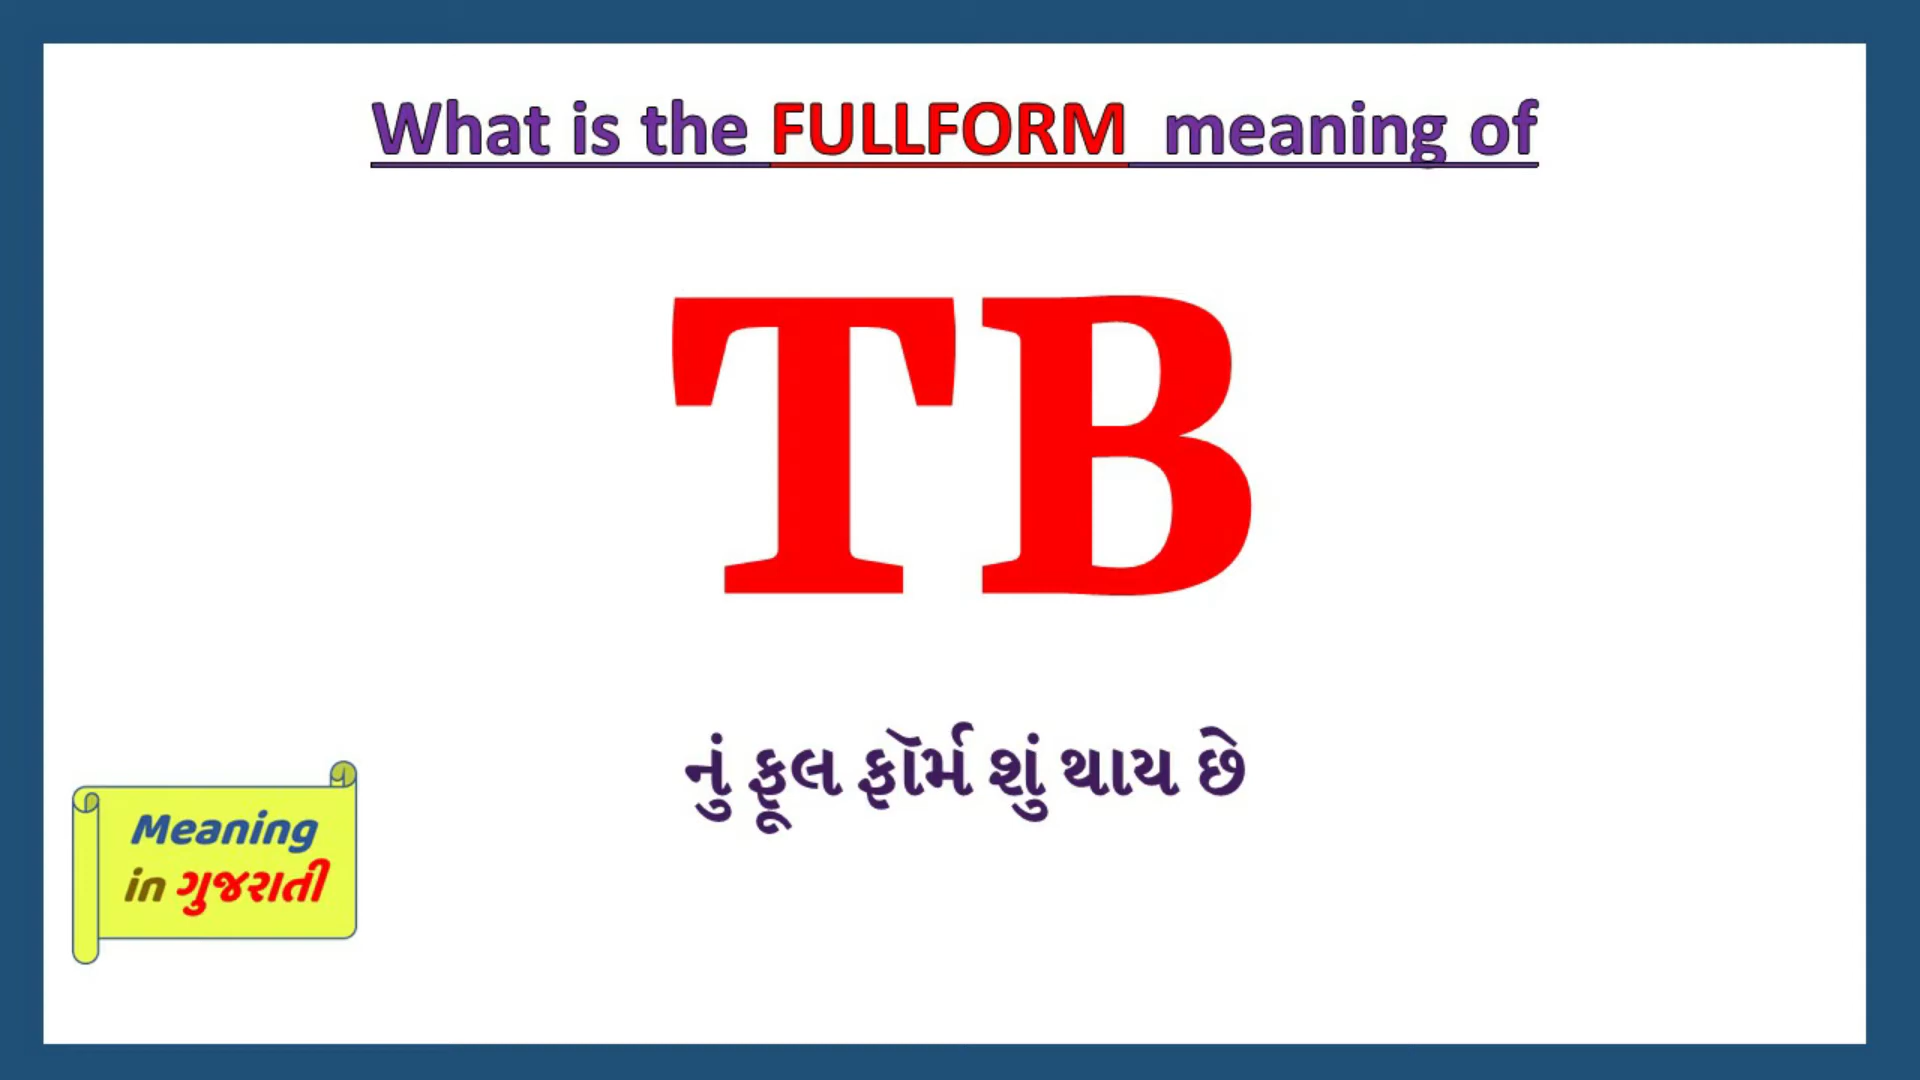 What is the FULLFORM meaning of
TB
નું ફૂલ ફૉર્મ શું થાય છે
Meaning
in ગુજરાતી